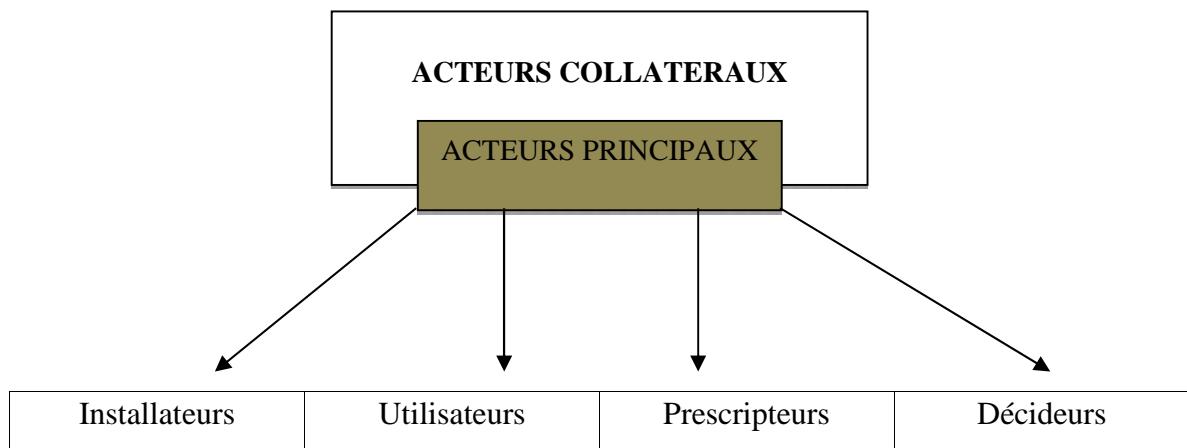 ACTEURS COLLATERAUX
ACTEURS PRINCIPAUX
Installateurs Utilisateurs Prescripteurs Décideurs